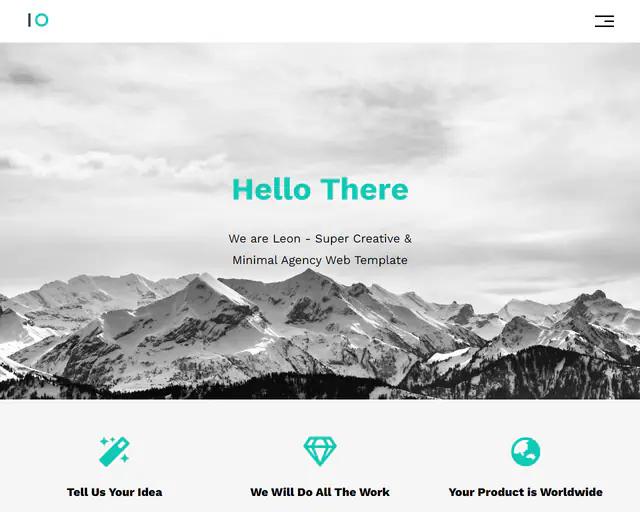 IO
Hello There
We are Leon - Super Creative &
Minimal Agency Web Template
Tell Us Your Idea
We Will Do All The Work
Your Product is Worldwide